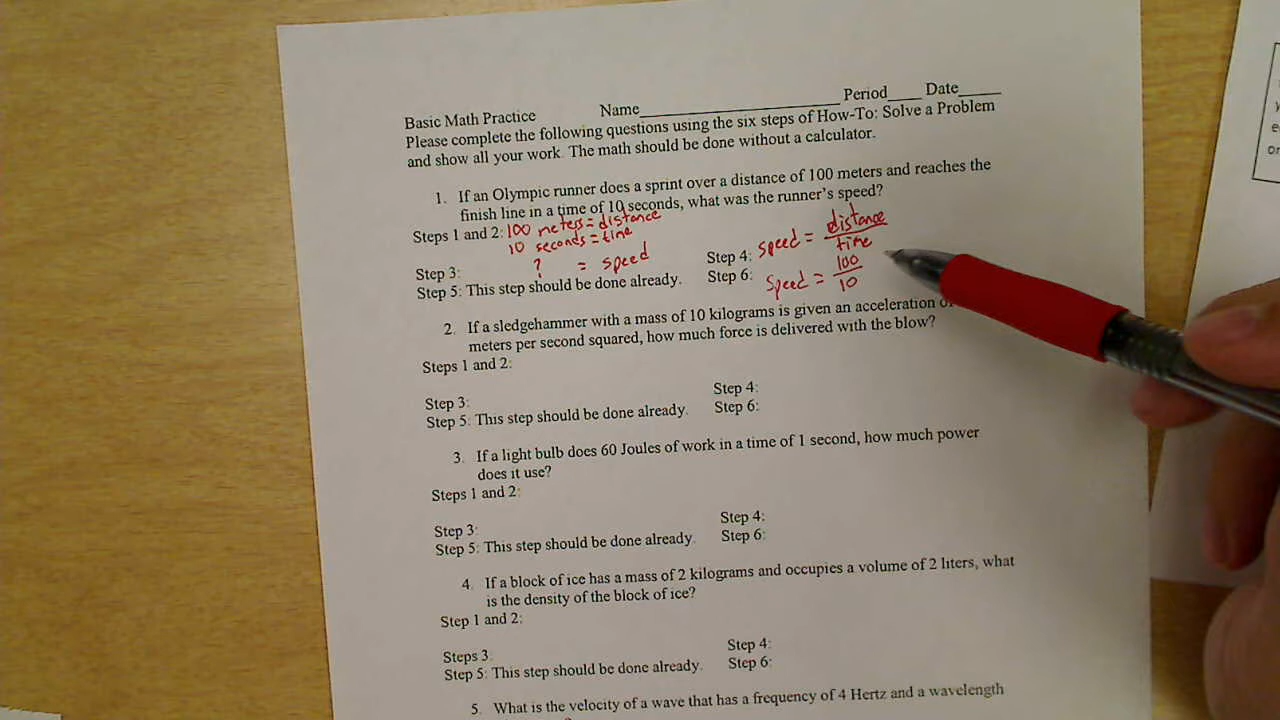 Basic Math Practice Name____________________ Period____ Date_____
Please complete the following questions using the six steps of How-To: Solve a Problem
and show all your work. The math should be done without a calculator.
1. If an Olympic runner does a sprint over a distance of 100 meters and reaches the
finish line in a time of 10 seconds, what was the runner's speed?
Steps 1 and 2: 100 meters = distance
10 seconds = time
Step 3: ? = speed
Step 4: speed = distance / time
Step 5: This step should be done already.
Step 6: Speed = 100 / 10
2. If a sledgehammer with a mass of 10 kilograms is given an acceleration
meters per second squared, how much force is delivered with the blow?
Steps 1 and 2:
Step 3: Step 4:
Step 5: This step should be done already. Step 6:
3. If a light bulb does 60 Joules of work in a time of 1 second, how much power
does it use?
Steps 1 and 2:
Step 3: Step 4:
Step 5: This step should be done already. Step 6:
4. If a block of ice has a mass of 2 kilograms and occupies a volume of 2 liters, what
is the density of the block of ice?
Step 1 and 2:
Steps 3: Step 4:
Step 5: This step should be done already. Step 6:
5. What is the velocity of a wave that has a frequency of 4 Hertz and a wavelength